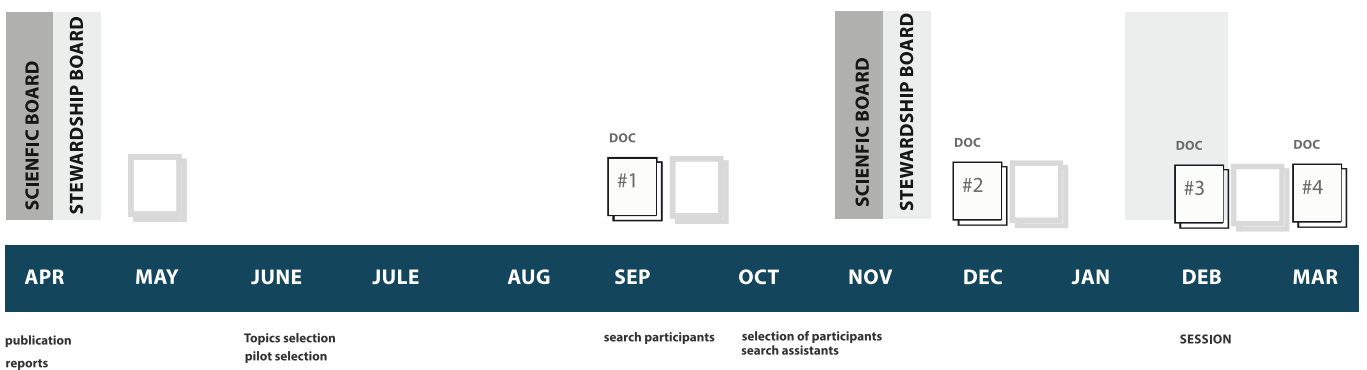 SCIENFIC BOARD
STEWARDSHIP BOARD
DOC
#1
SCIENFIC BOARD
STEWARDSHIP BOARD
DOC
#2
DOC
#3
DOC
#4
APR MAY JUNE JULE AUG SEP OCT NOV DEC JAN DEB MAR
publication
reports
Topics selection
pilot selection
search participants
selection of participants
search assistants
SESSION